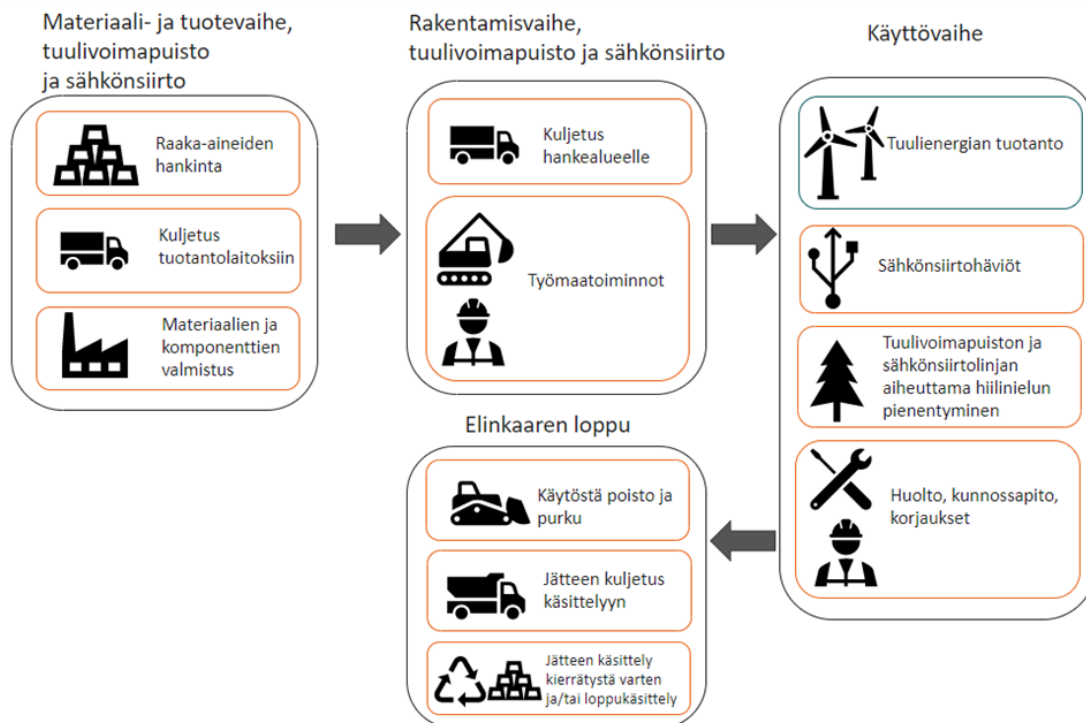 Materiaali- ja tuotevaihe,
tuulivoimapuisto
ja sähkönsiirto
Raaka-aineiden
hankinta
Kuljetus
tuotantolaitoksiin
Materiaalien ja
komponenttien
valmistus
Rakentamisvaihe,
tuulivoimapuisto ja sähkönsiirto
Kuljetus
hankealueelle
Työmaatoiminnot
Käyttövaihe
Tuulienergian tuotanto
Sähkönsiirtohäviöt
Tuulivoimapuiston ja
sähkönsiirtolinjan
aiheuttama hiilinielun
pienentyminen
Huolto, kunnossapito,
korjaukset
Elinkaaren loppu
Käytöstä poisto ja
purku
Jätteen kuljetus
käsittelyyn
Jätteen käsittely
kierrätystä varten
ja/tai loppukäsittely